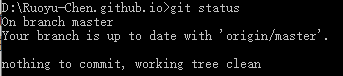 D:\Ruoyu-Chen.github.io>git status
On branch master
Your branch is up to date with 'origin/master'.
nothing to commit, working tree clean